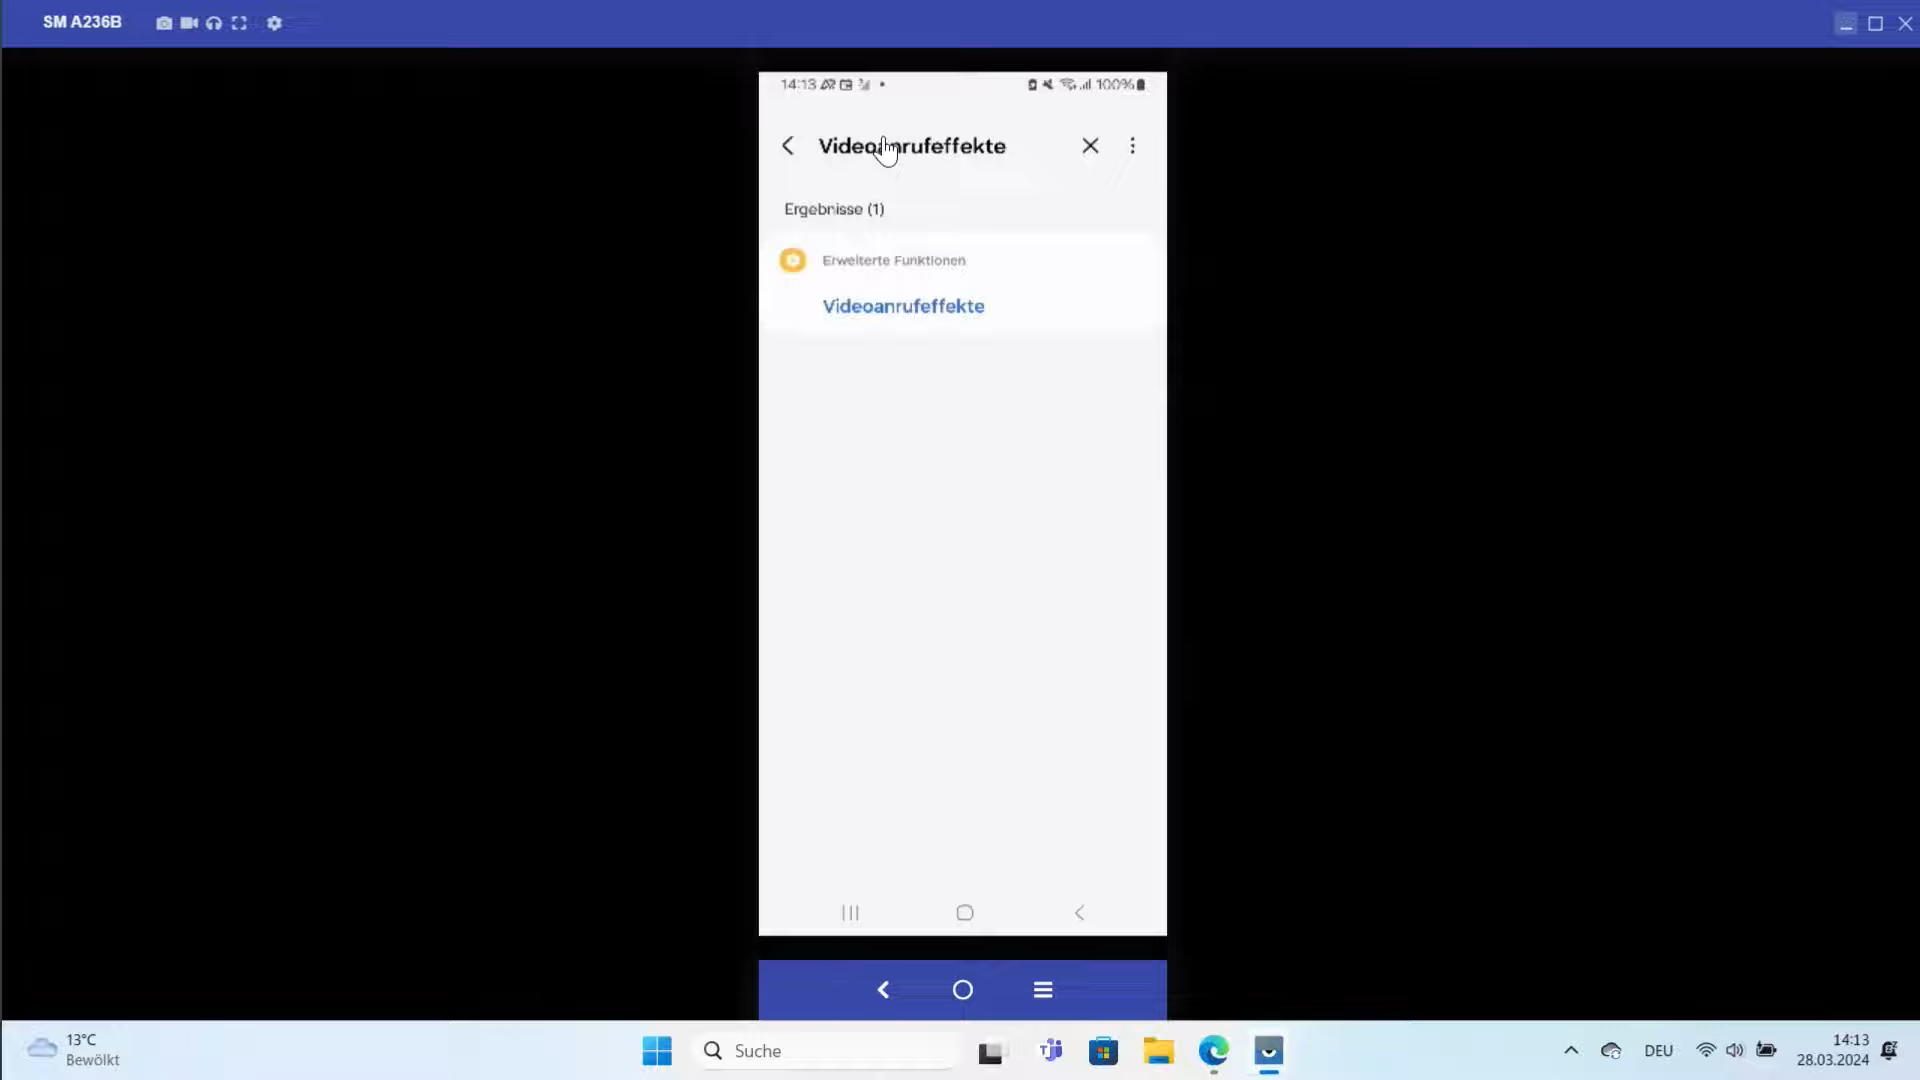 SM A236B
14:13
100%
Videoanrufeffekte
Ergebnisse (1)
Erweiterte Funktionen
Videoanrufeffekte
13°C
Bewölkt
Suche
DEU
14:13
28.03.2024